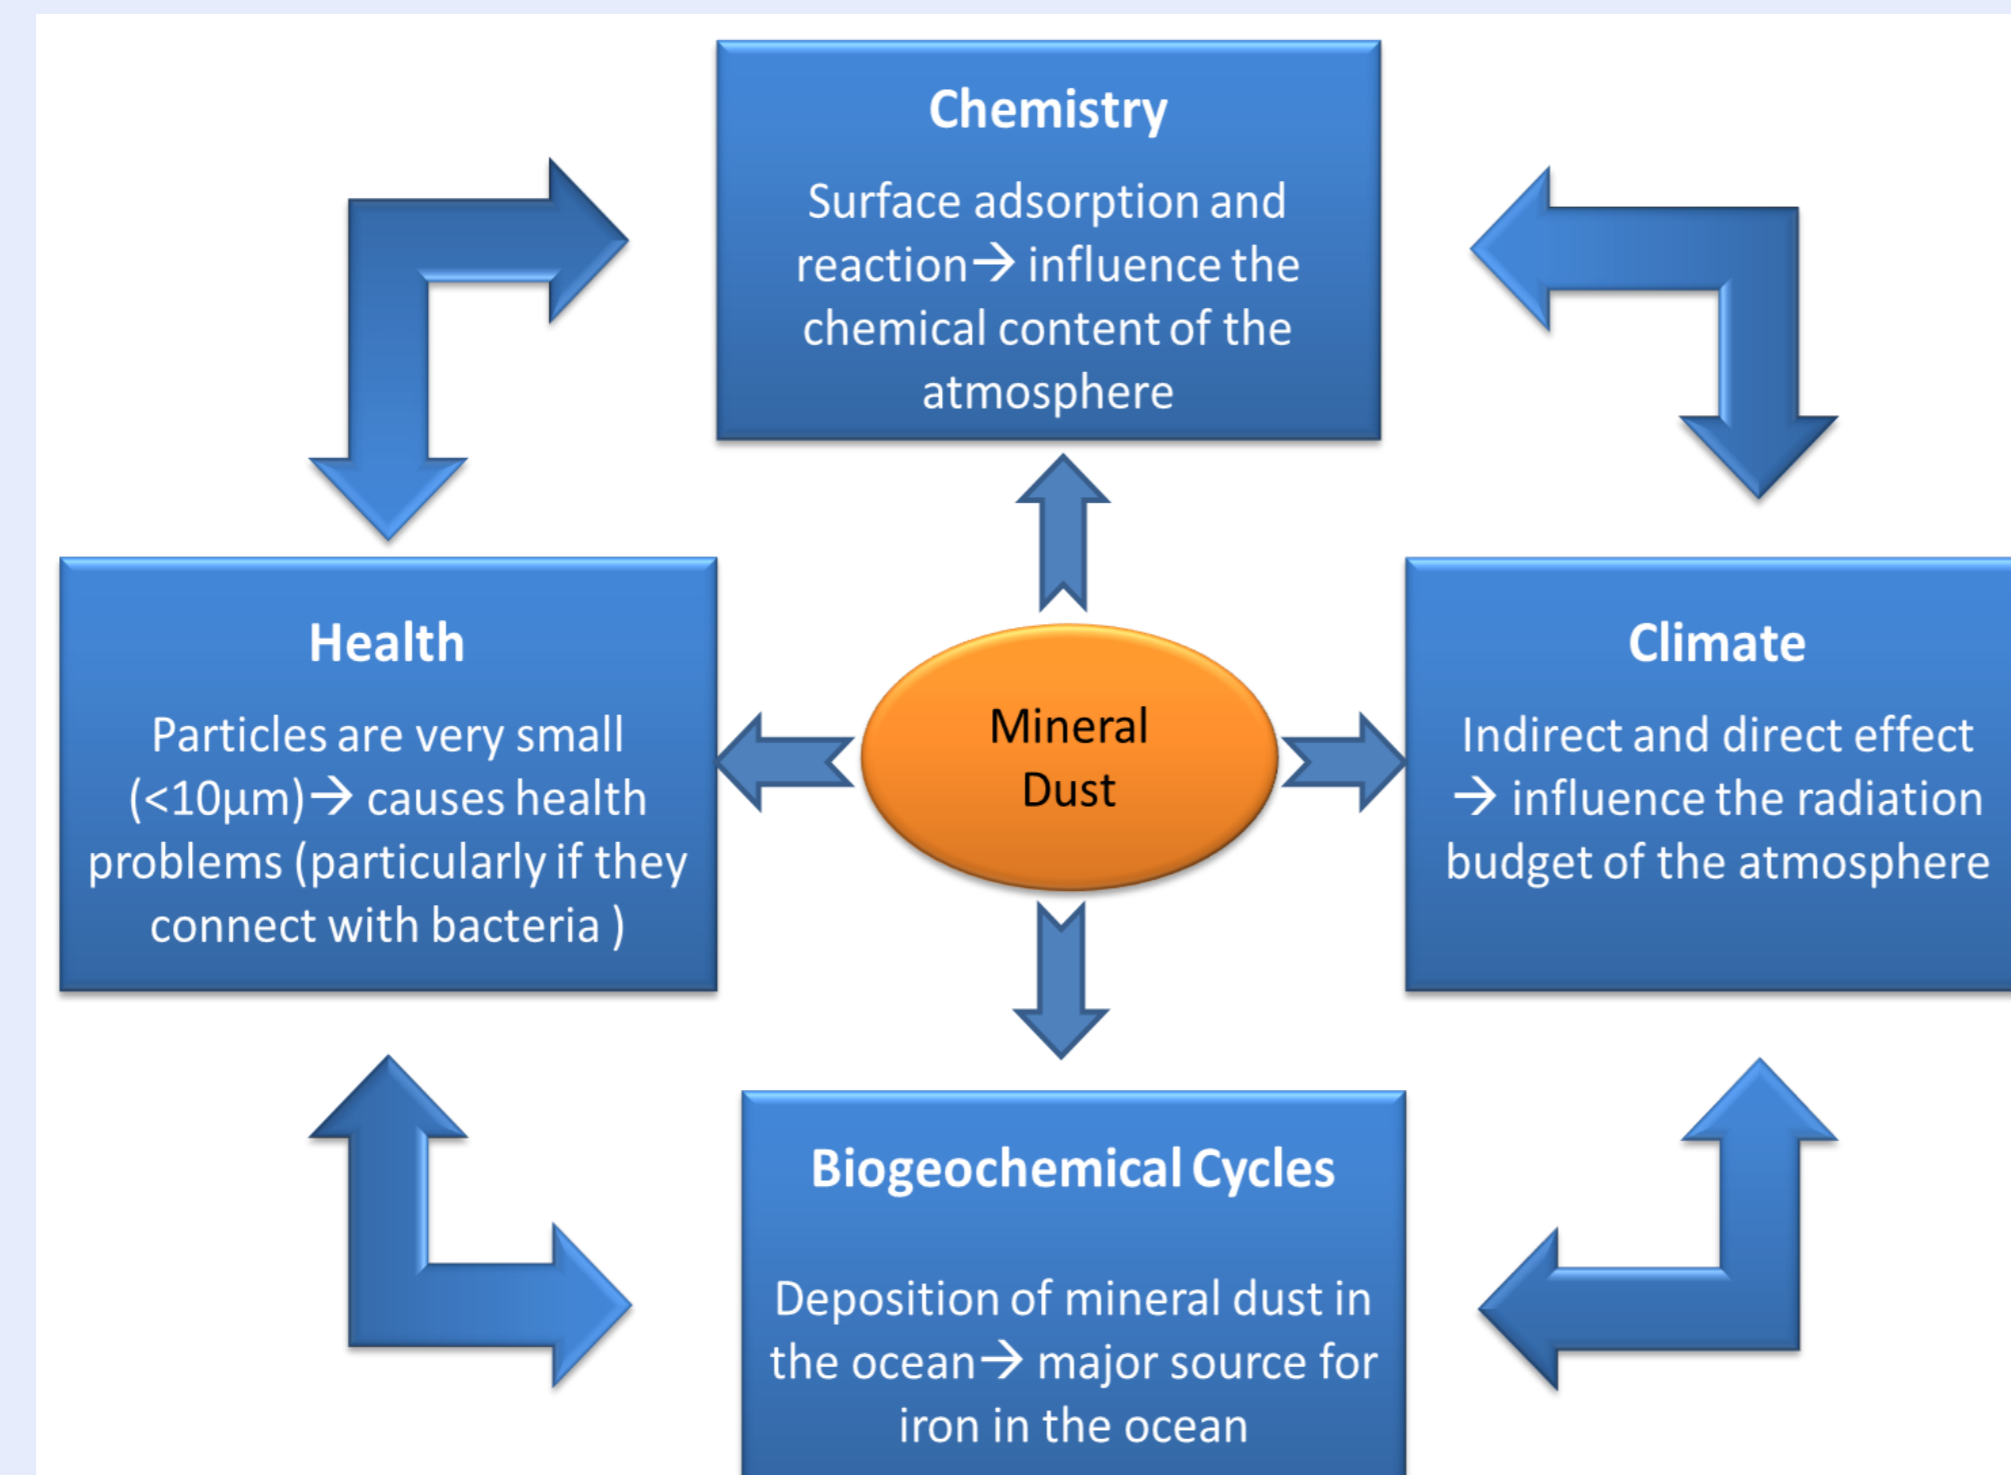 Chemistry
Surface adsorption and
reaction→ influence the
chemical content of the
atmosphere
Health
Particles are very small
(<10µm)→ causes health
problems (particularly if they
connect with bacteria )
Mineral
Dust
Climate
Indirect and direct effect
→ influence the radiation
budget of the atmosphere
Biogeochemical Cycles
Deposition of mineral dust in
the ocean→ major source for
iron in the ocean